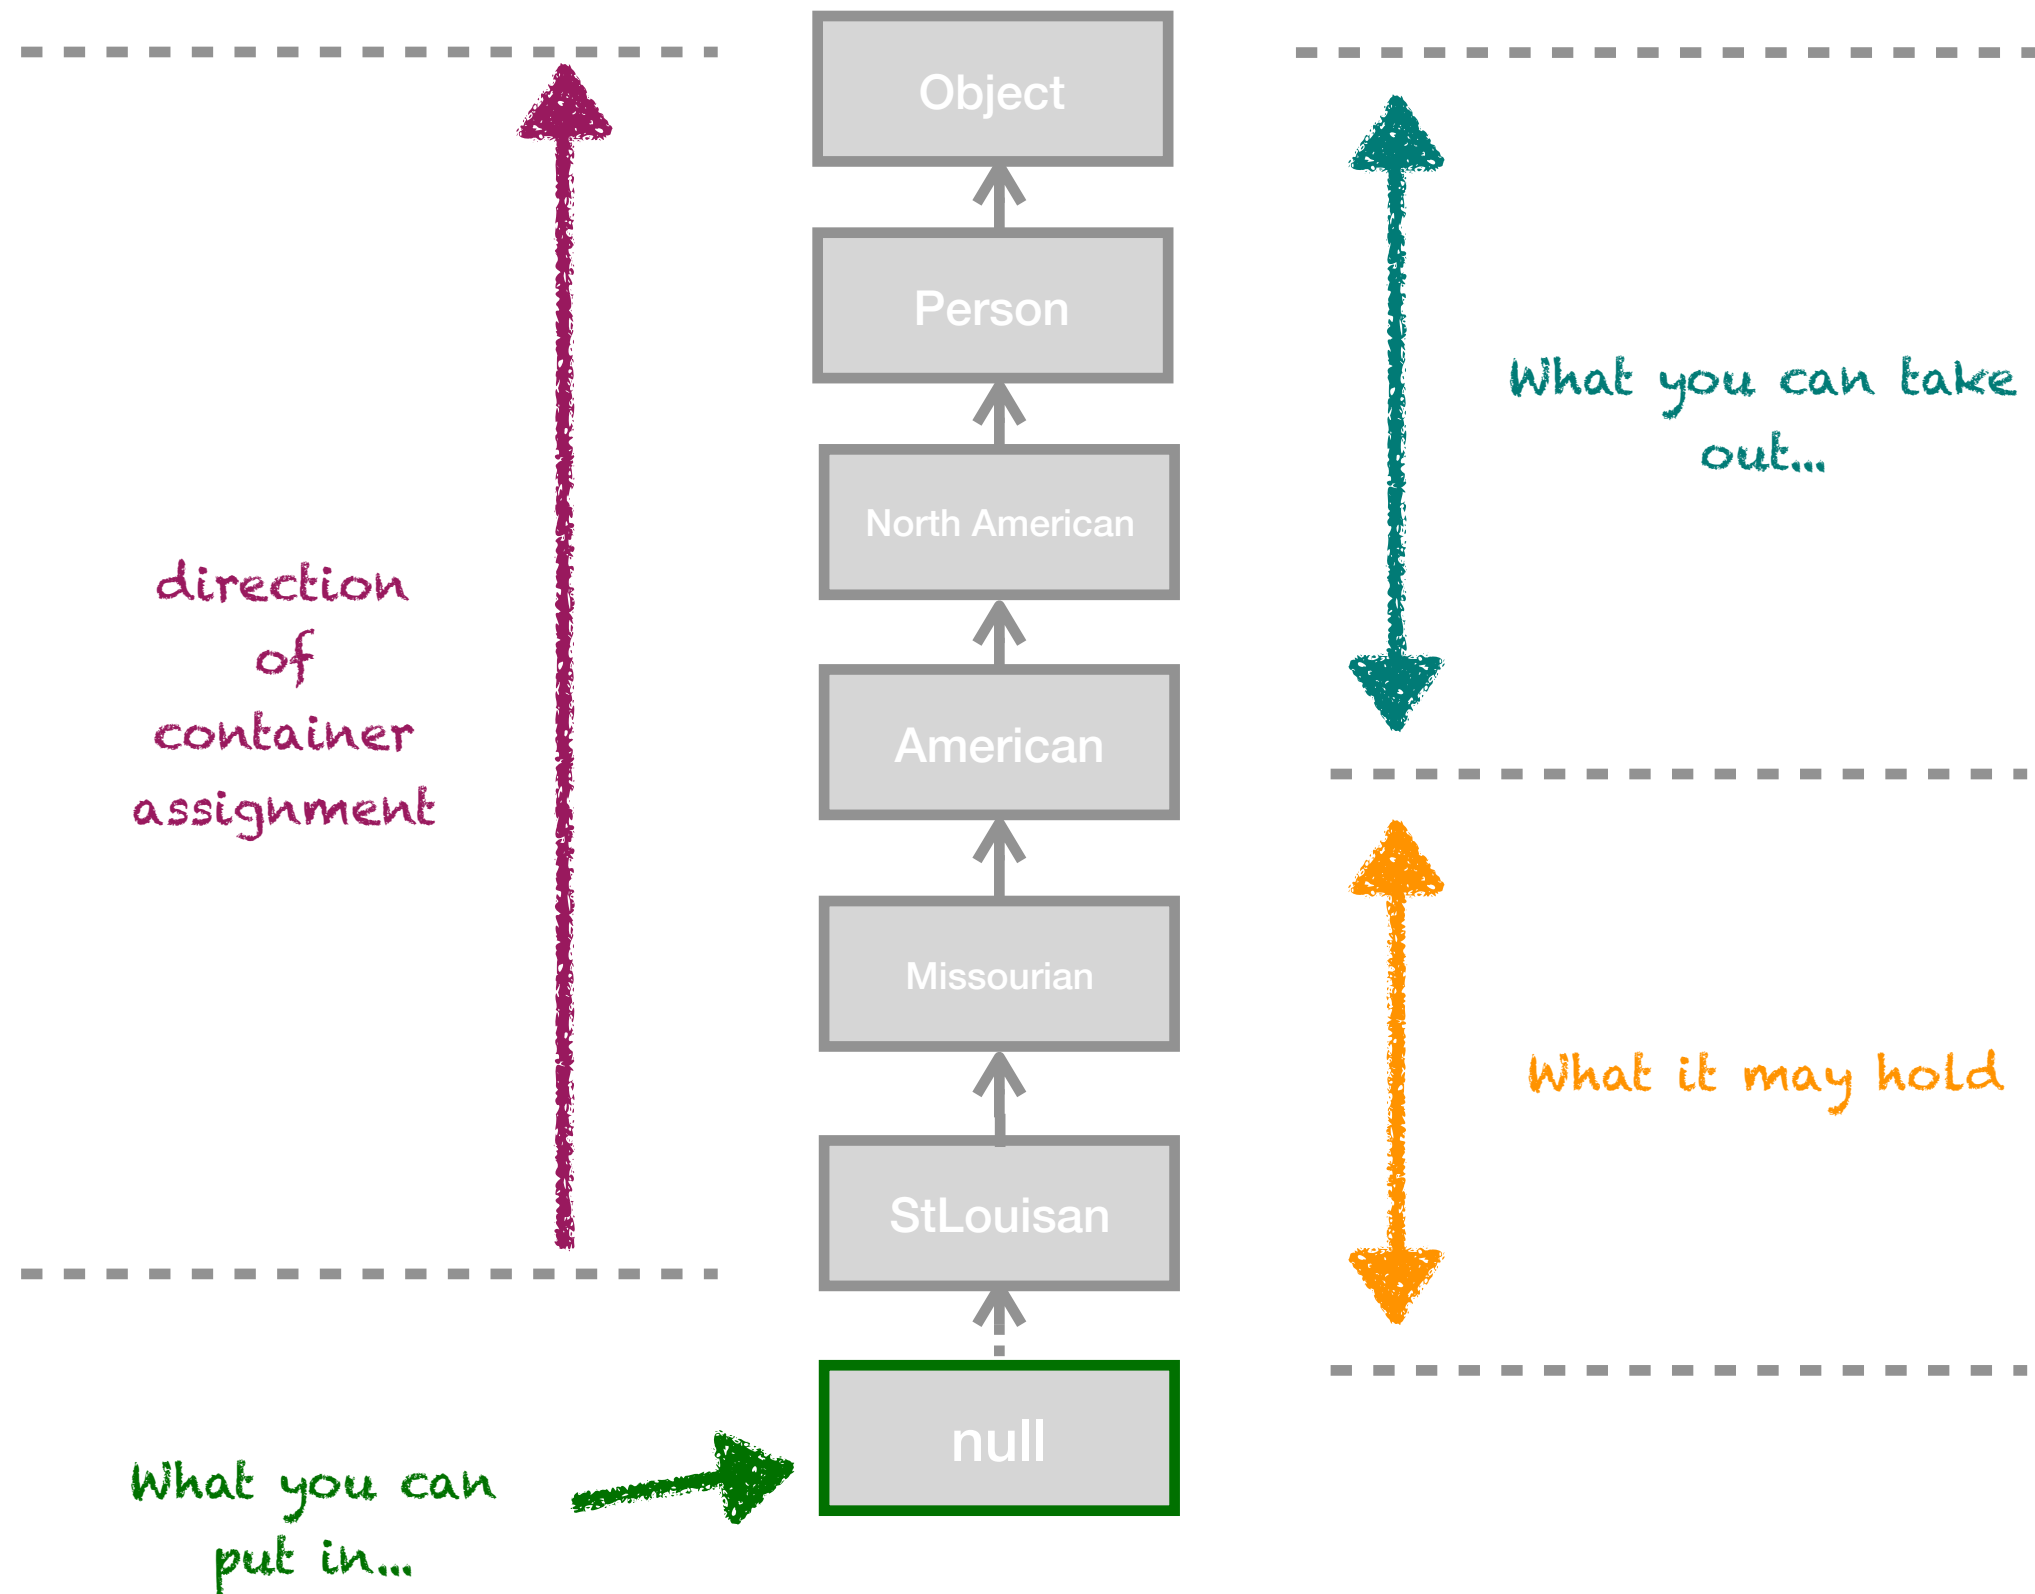 Object
Person
North American
American
Missourian
StLouisan
null
direction
of
container
assignment
What you can
put in...
What you can take
out...
What it may hold